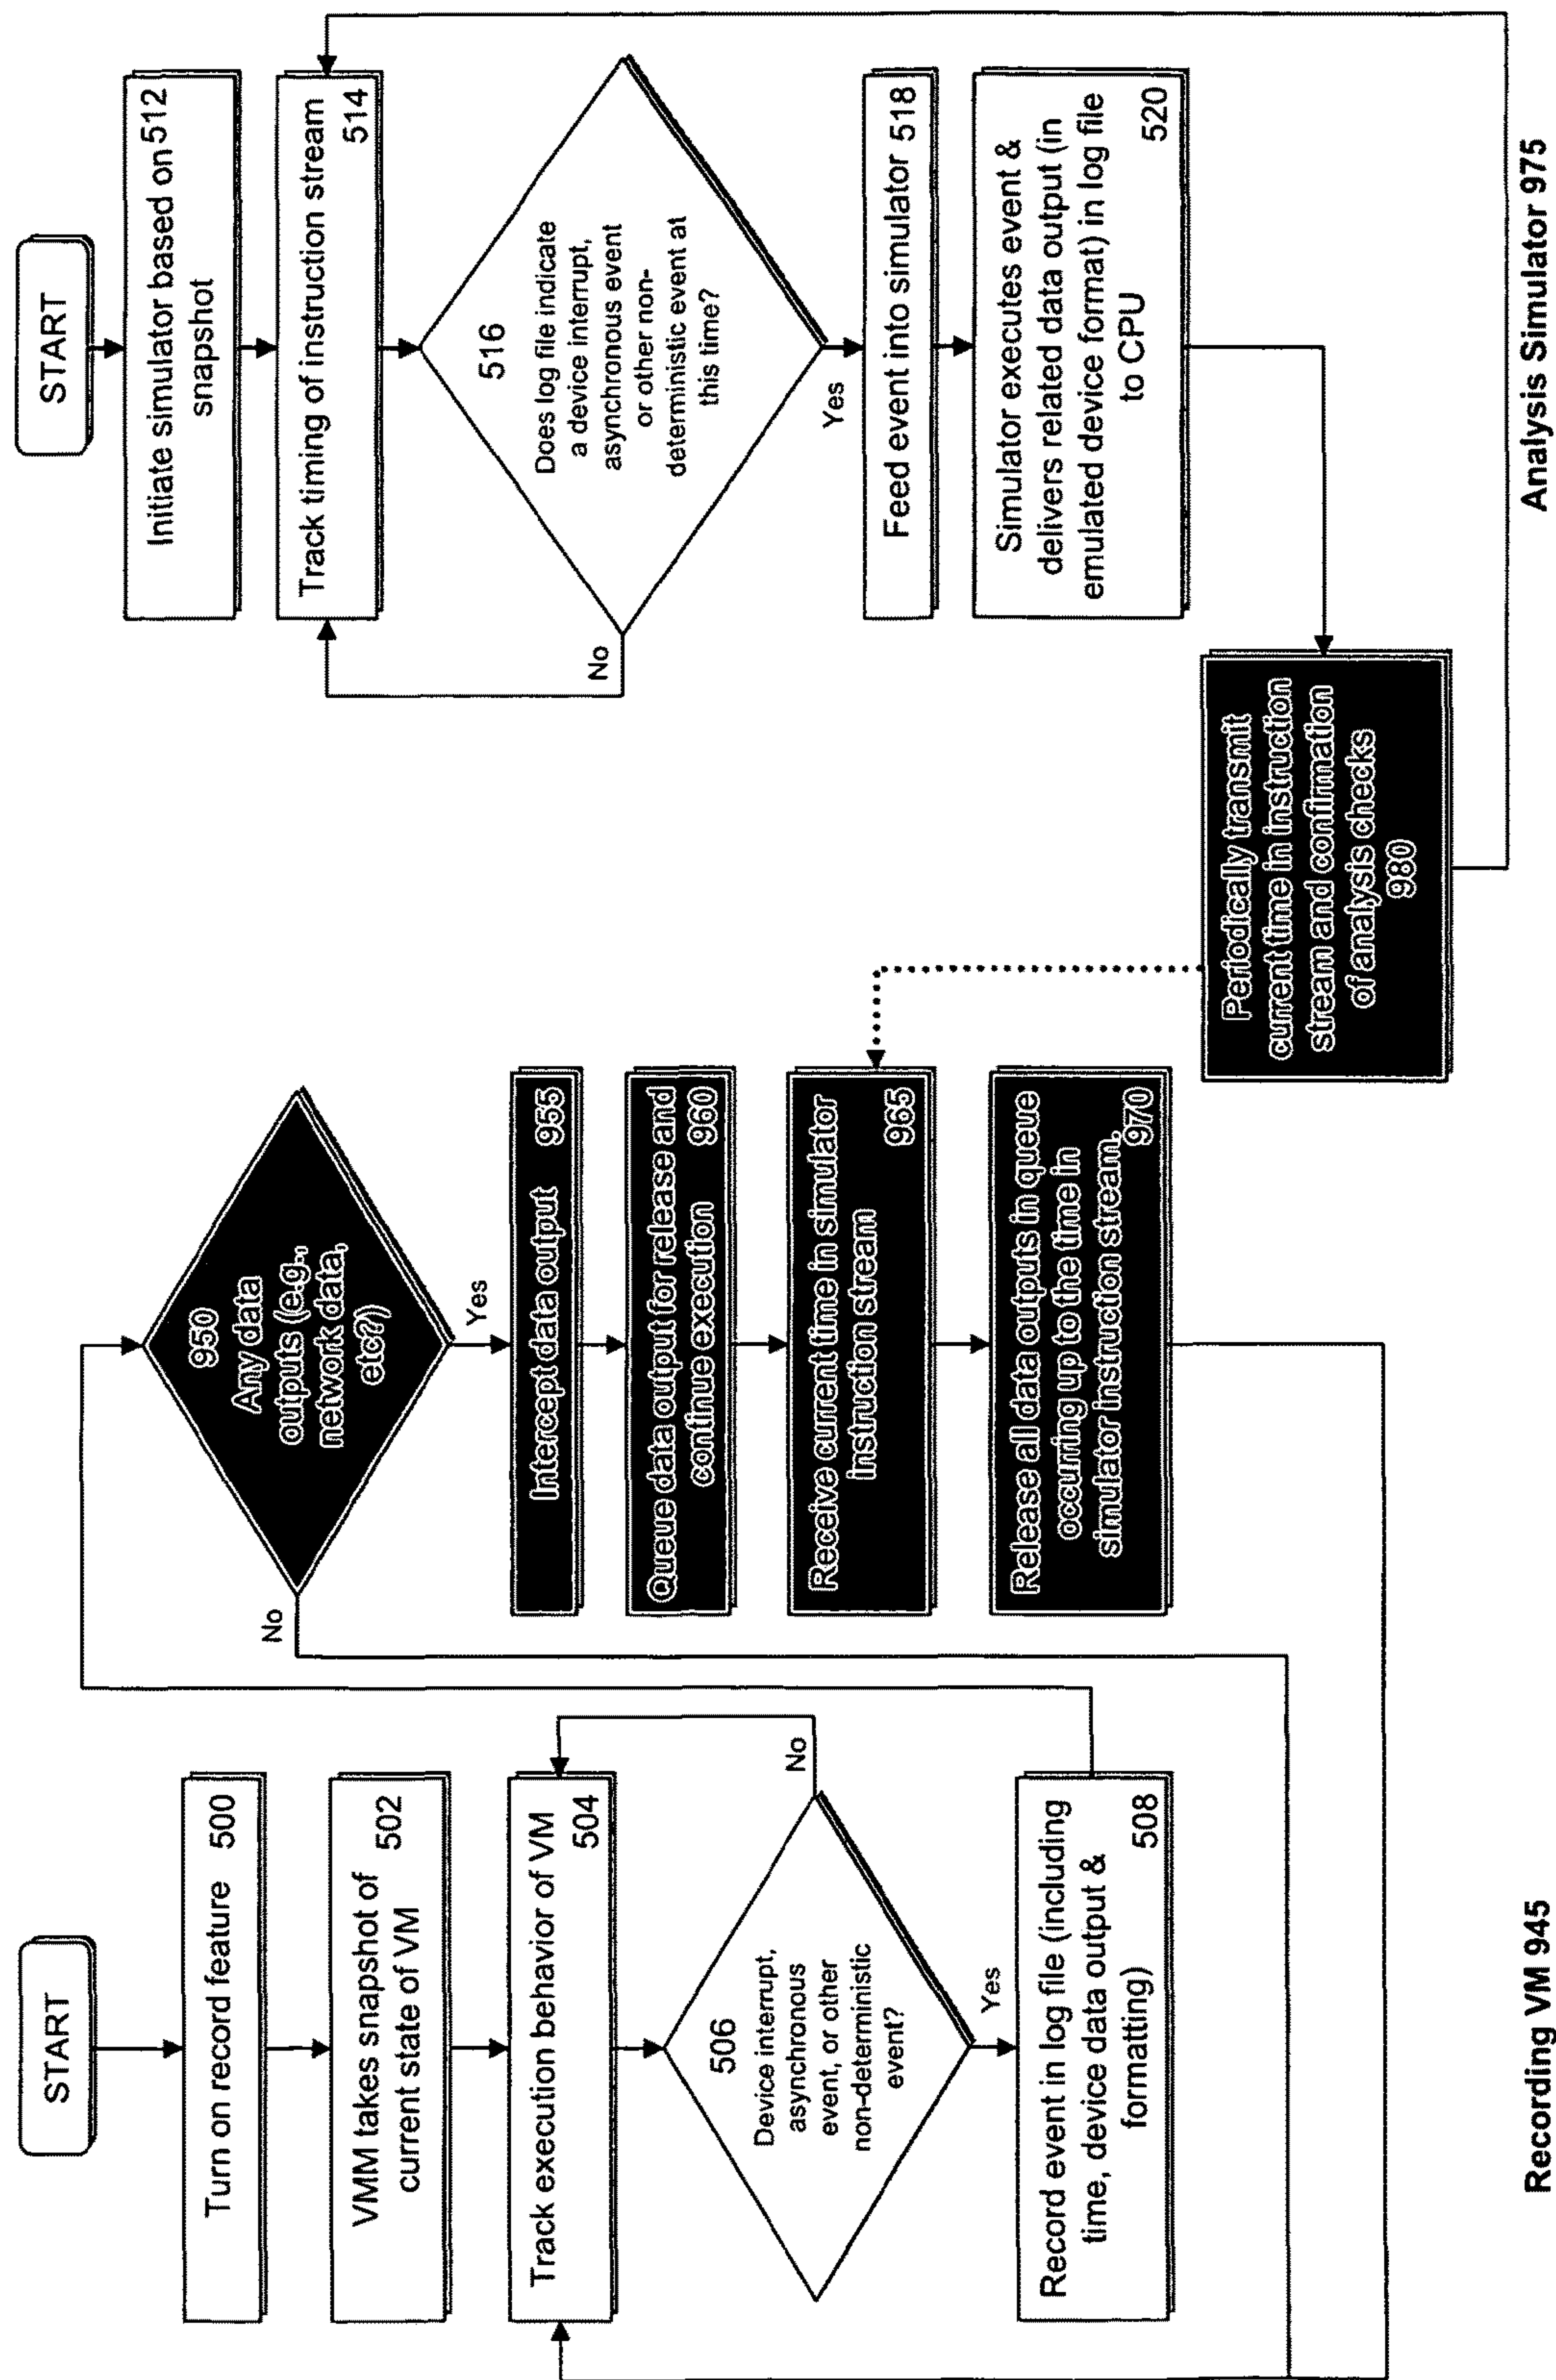 START
Turn on record feature 500
VMM takes snapshot of 502
current state of VM
Track execution behavior of VM
504
506
Device interrupt,
asynchronous
event, or other
non-deterministic
event?
No
Yes
Record event in log file (including
time, device data output &
formatting) 508
950
Any data
outputs (e.g.,
network data,
etc?)
No
Yes
Intercept data output 955
Queue data output for release and
continue execution 960
Receive current time in simulator
instruction stream 965
Release all data outputs in queue
occurring up to the time in
simulator instruction stream.
970
Recording VM 945
START
Initiate simulator based on 512
snapshot
Track timing of instruction stream
514
516
Does log file indicate
a device interrupt,
asynchronous event
or other non-
deterministic event at
this time?
No
Yes
Feed event into simulator 518
Simulator executes event &
delivers related data output (in
emulated device format) in log file
to CPU 520
Periodically transmit
current time in instruction
stream and confirmation
of analysis checks
980
Analysis Simulator 975